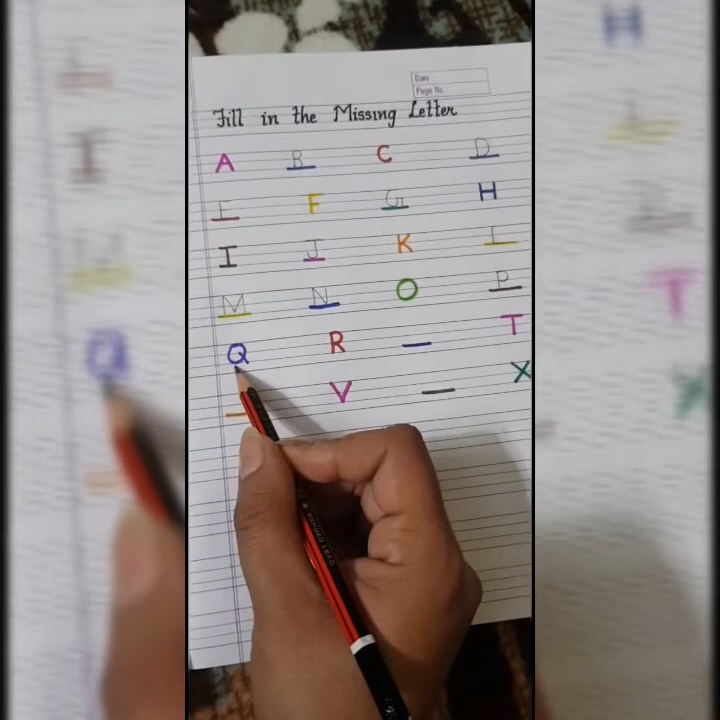 Date
Page No.
Fill in the Missing Letter
A B C D
E F G H
I J K L
M N O P
Q R _ T
_ V _ X